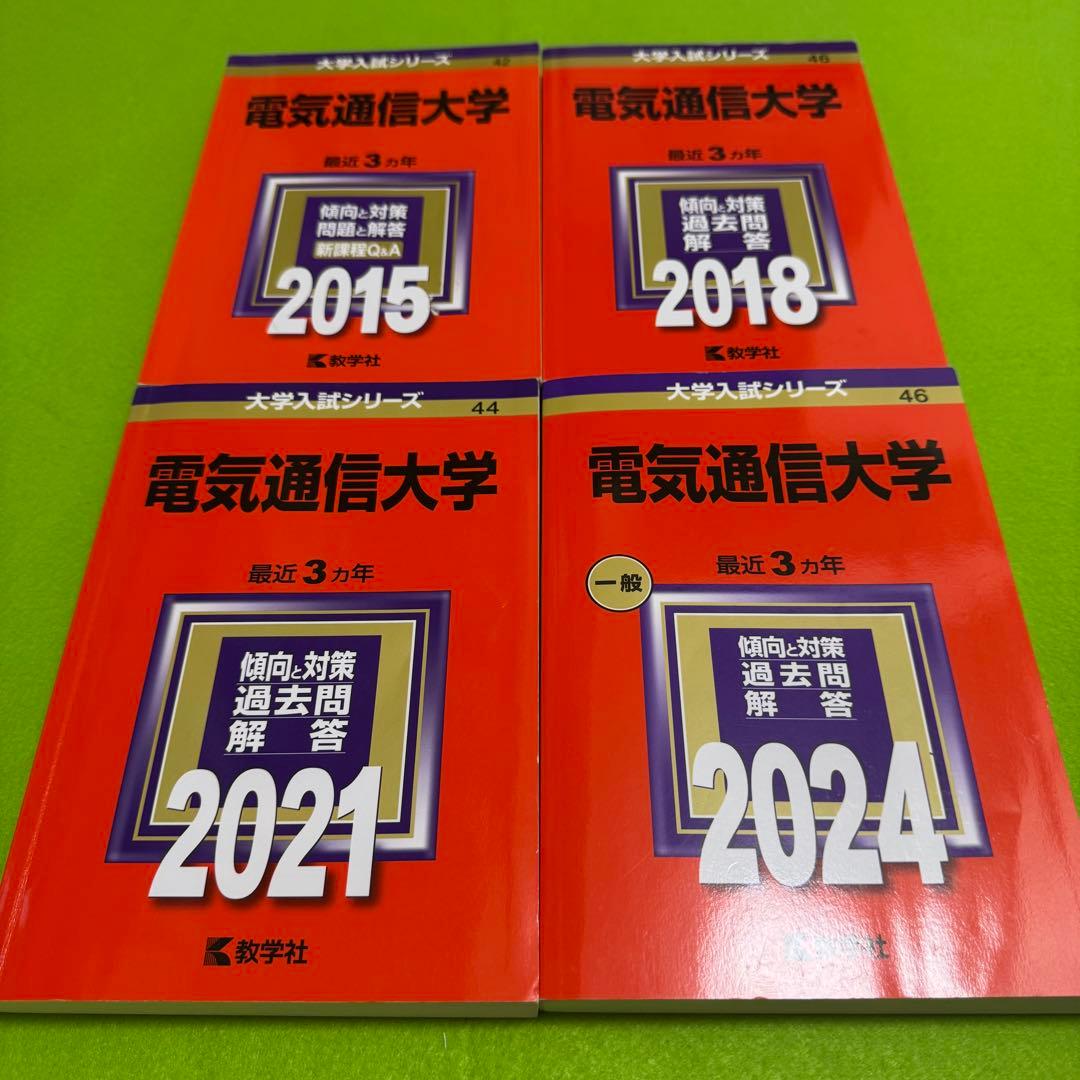 大学入試シリーズ
42
電気通信大学
最近3ヵ年
傾向と対策
問題と解答
新課程Q&A
2015
教学社
大学入試シリーズ
46
電気通信大学
最近3ヵ年
傾向と対策
過去問
解答
2018
教学社
大学入試シリーズ
44
電気通信大学
最近3ヵ年
傾向と対策
過去問
解答
2021
教学社
大学入試シリーズ
46
電気通信大学
一般
最近3ヵ年
傾向と対策
過去問
解答
2024
教学社